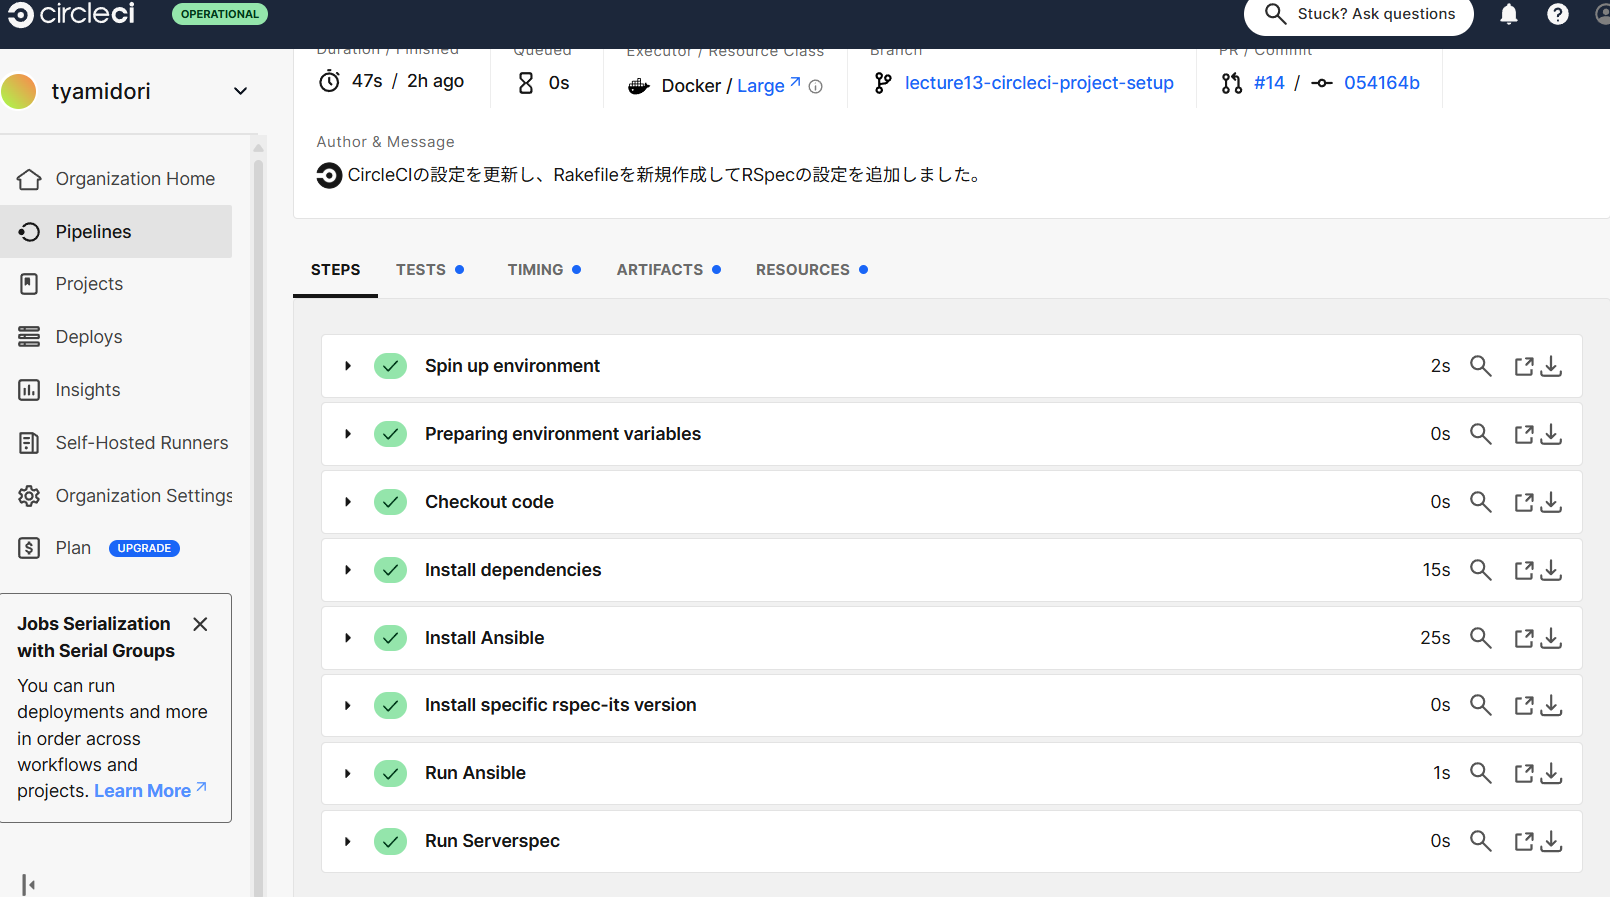 circleci
OPERATIONAL
Stuck? Ask questions
tyamidori
Duration / Finished
Queued
Executor / Resource Class
Branch
PR / Commit
47s / 2h ago
0s
Docker / Large
lecture13-circleci-project-setup
#14 / 054164b
Author & Message
CircleCIの設定を更新し、Rakefileを新規作成してRSpecの設定を追加しました。
Organization Home
Pipelines
Projects
Deploys
Insights
Self-Hosted Runners
Organization Settings
Plan UPGRADE
Jobs Serialization
with Serial Groups
You can run
deployments and more
in order across
workflows and
projects. Learn More
STEPS
TESTS
TIMING
ARTIFACTS
RESOURCES
Spin up environment 2s
Preparing environment variables 0s
Checkout code 0s
Install dependencies 15s
Install Ansible 25s
Install specific rspec-its version 0s
Run Ansible 1s
Run Serverspec 0s